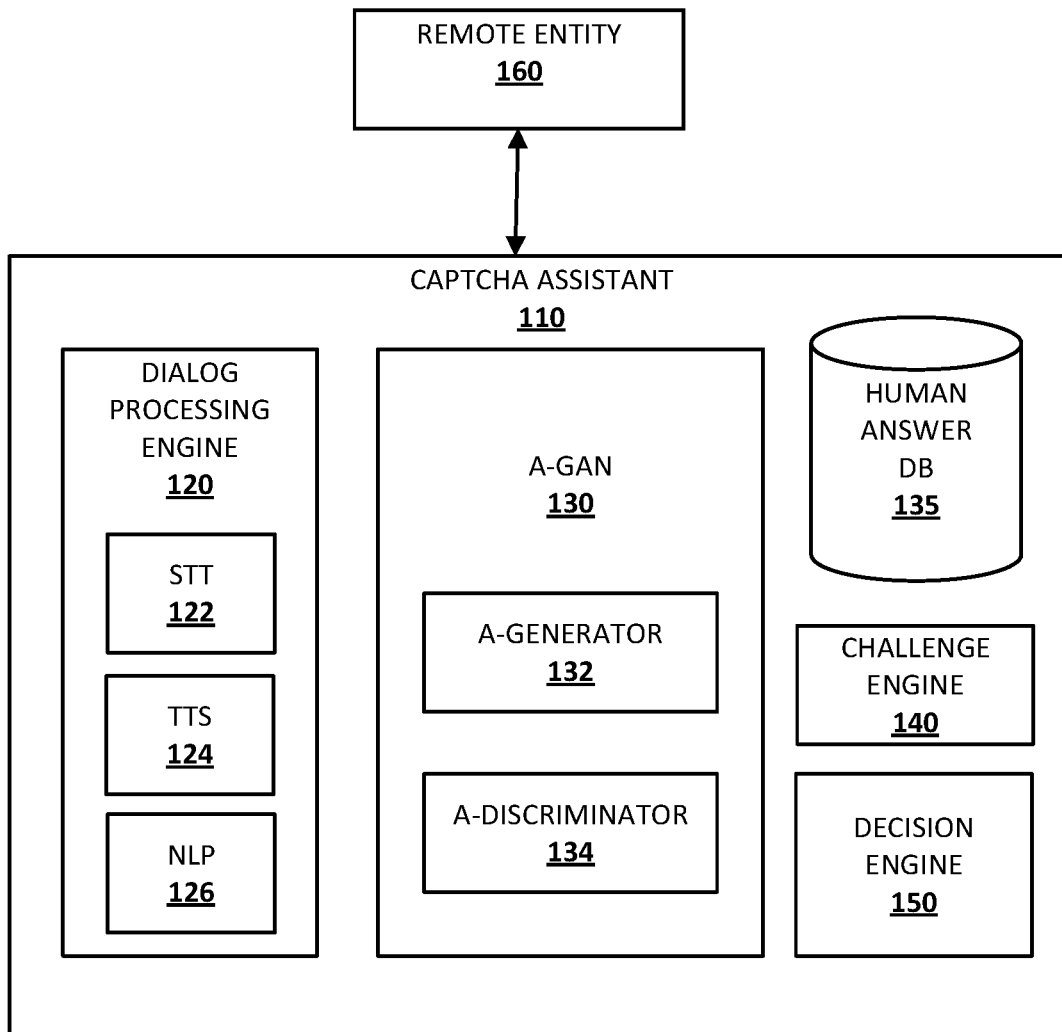 REMOTE ENTITY
160
CAPTCHA ASSISTANT
110
DIALOG
PROCESSING
ENGINE
120
STT
122
TTS
124
NLP
126
A-GAN
130
A-GENERATOR
132
A-DISCRIMINATOR
134
HUMAN
ANSWER
DB
135
CHALLENGE
ENGINE
140
DECISION
ENGINE
150